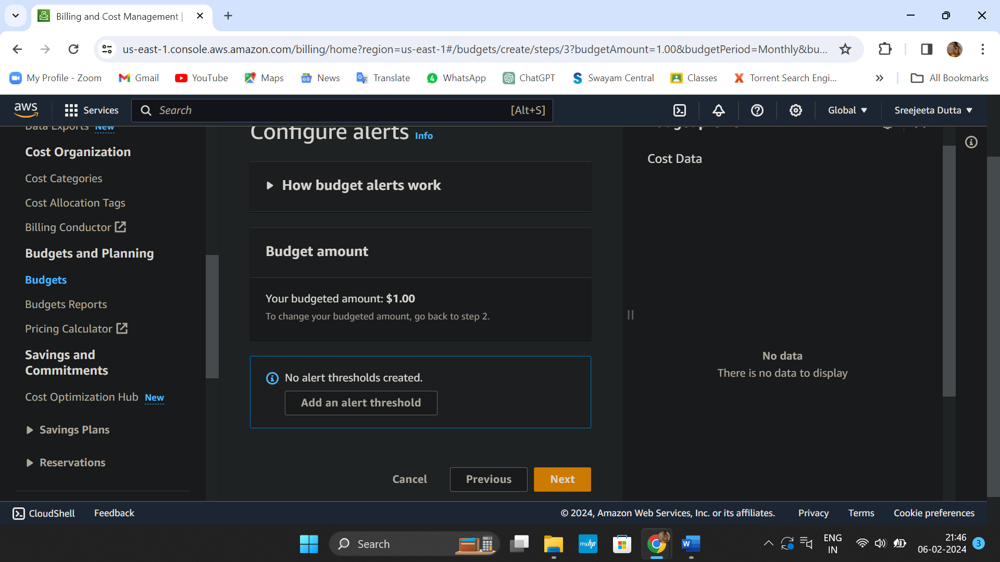 Billing and Cost Management |
us-east-1.console.aws.amazon.com/billing/home?region=us-east-1#/budgets/create/steps/3?budgetAmount=1.00&budgetPeriod=Monthly&bu...
My Profile - Zoom
Gmail
YouTube
Maps
News
Translate
WhatsApp
ChatGPT
Swayam Central
Classes
Torrent Search Engi...
All Bookmarks
aws
Services
Search
[Alt+S]
Global
Sreejeeta Dutta
Data Exports New
Cost Organization
Cost Categories
Cost Allocation Tags
Billing Conductor
Budgets and Planning
Budgets
Budgets Reports
Pricing Calculator
Savings and
Commitments
Cost Optimization Hub New
Savings Plans
Reservations
Configure alerts Info
How budget alerts work
Budget amount
Your budgeted amount: $1.00
To change your budgeted amount, go back to step 2.
No alert thresholds created.
Add an alert threshold
Cancel
Previous
Next
Cost Data
No data
There is no data to display
CloudShell
Feedback
© 2024, Amazon Web Services, Inc. or its affiliates.
Privacy
Terms
Cookie preferences
Search
myhp
W
ENG
IN
21:46
06-02-2024
3